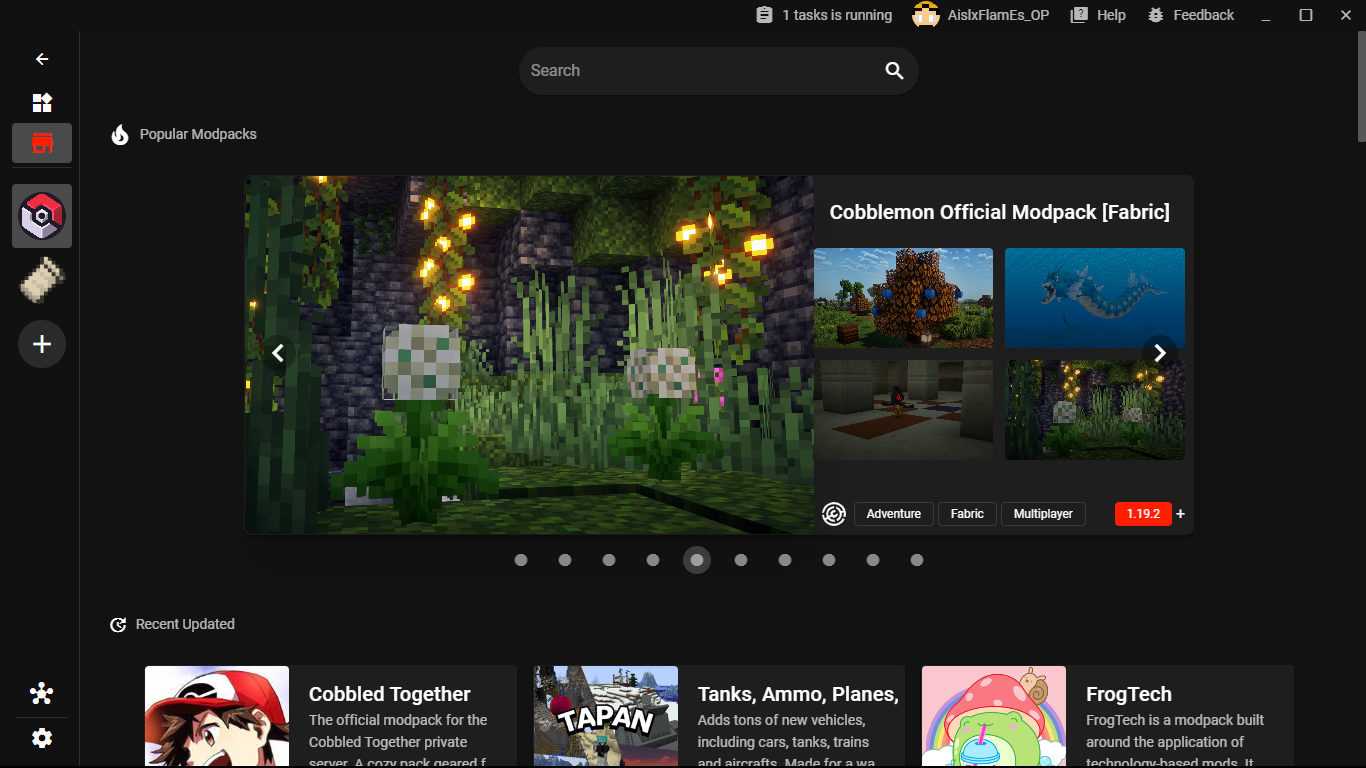 1 tasks is running
AislxFlamEs_OP
Help
Feedback
Search
Popular Modpacks
Cobblemon Official Modpack [Fabric]
Adventure
Fabric
Multiplayer
1.19.2
+
Recent Updated
Cobbled Together
The official modpack for the
Cobbled Together private
server. A cozy pack geared f
TAPAN
Tanks, Ammo, Planes,
Adds tons of new vehicles,
including cars, tanks, trains
and aircrafts. Made for a wa
FrogTech
FrogTech is a modpack built
around the application of
technology-based mods. It